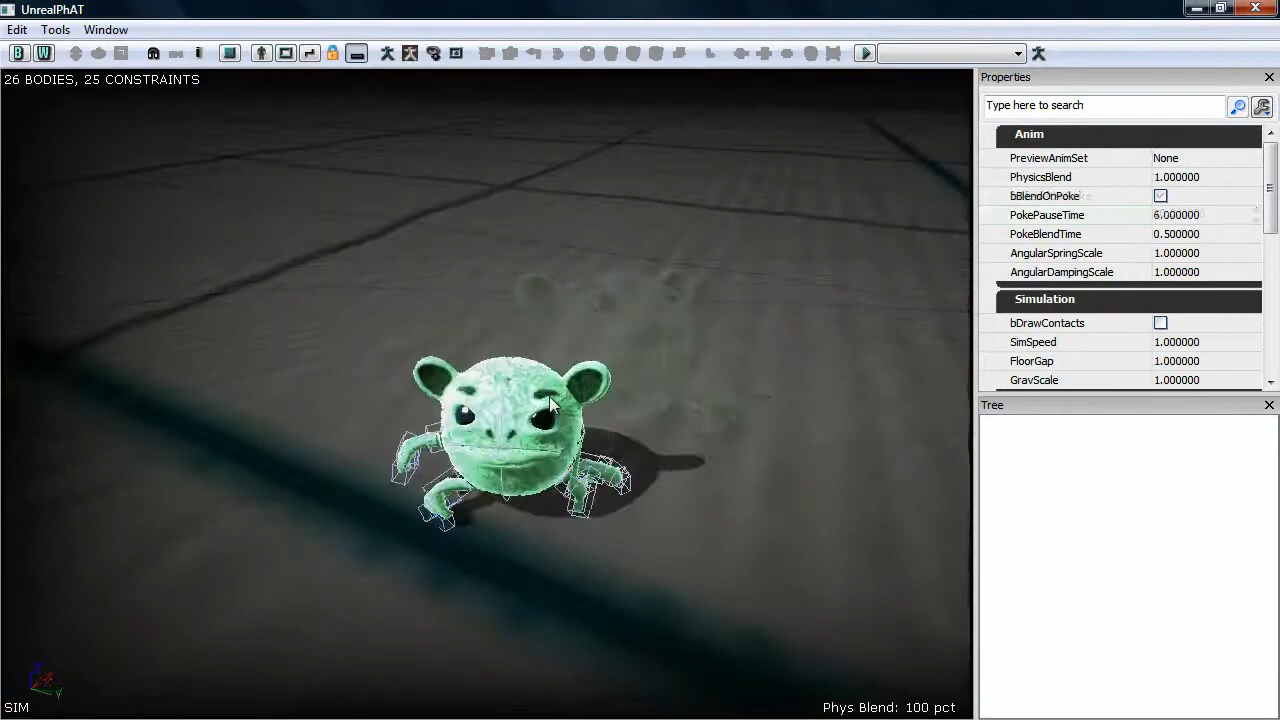 UnrealPhAT
Edit Tools Window
B W
26 BODIES, 25 CONSTRAINTS
Properties
Type here to search
Anim
PreviewAnimSet None
PhysicsBlend 1.000000
bBlendOnPoke
PokePauseTime 6.000000
PokeBlendTime 0.500000
AngularSpringScale 1.000000
AngularDampingScale 1.000000
Simulation
bDrawContacts
SimSpeed 1.000000
FloorGap 1.000000
GravScale 1.000000
Tree
SIM
Phys Blend: 100 pct